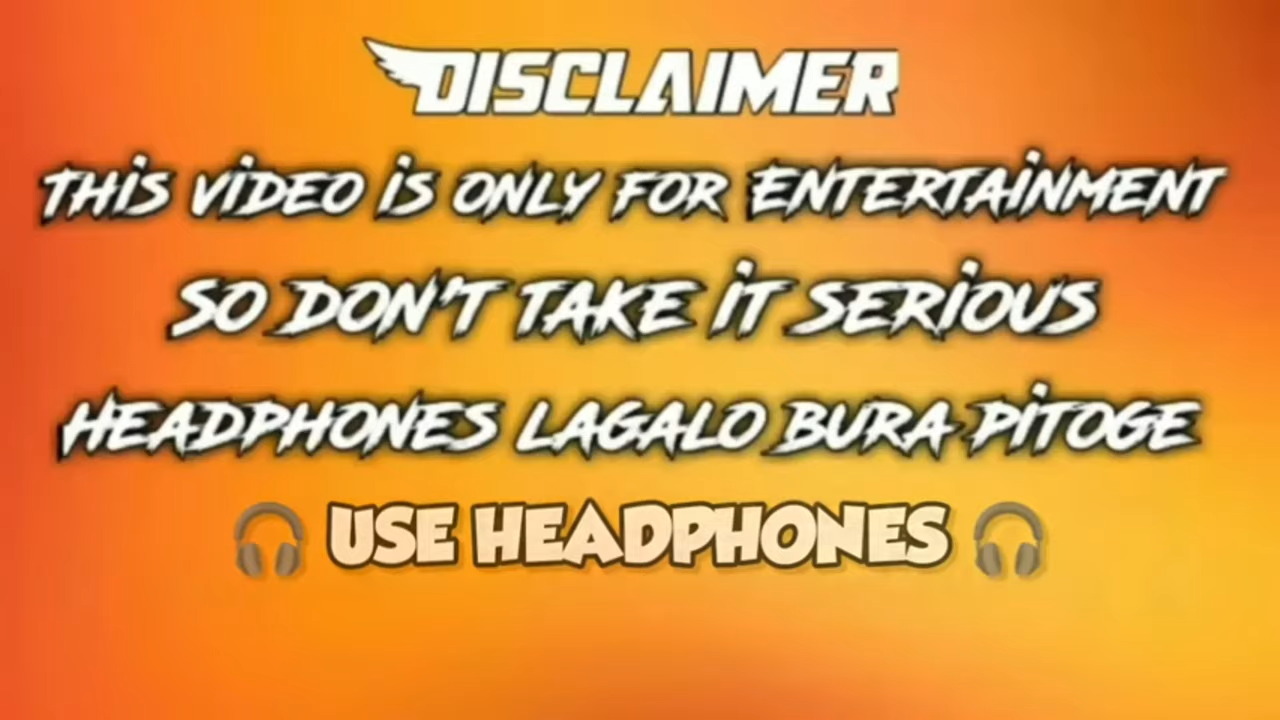 DISCLAIMER
THIS VIDEO IS ONLY FOR ENTERTAINMENT
SO DON'T TAKE IT SERIOUS
HEADPHONES LAGALO BURA PITOGE
🎧 USE HEADPHONES 🎧